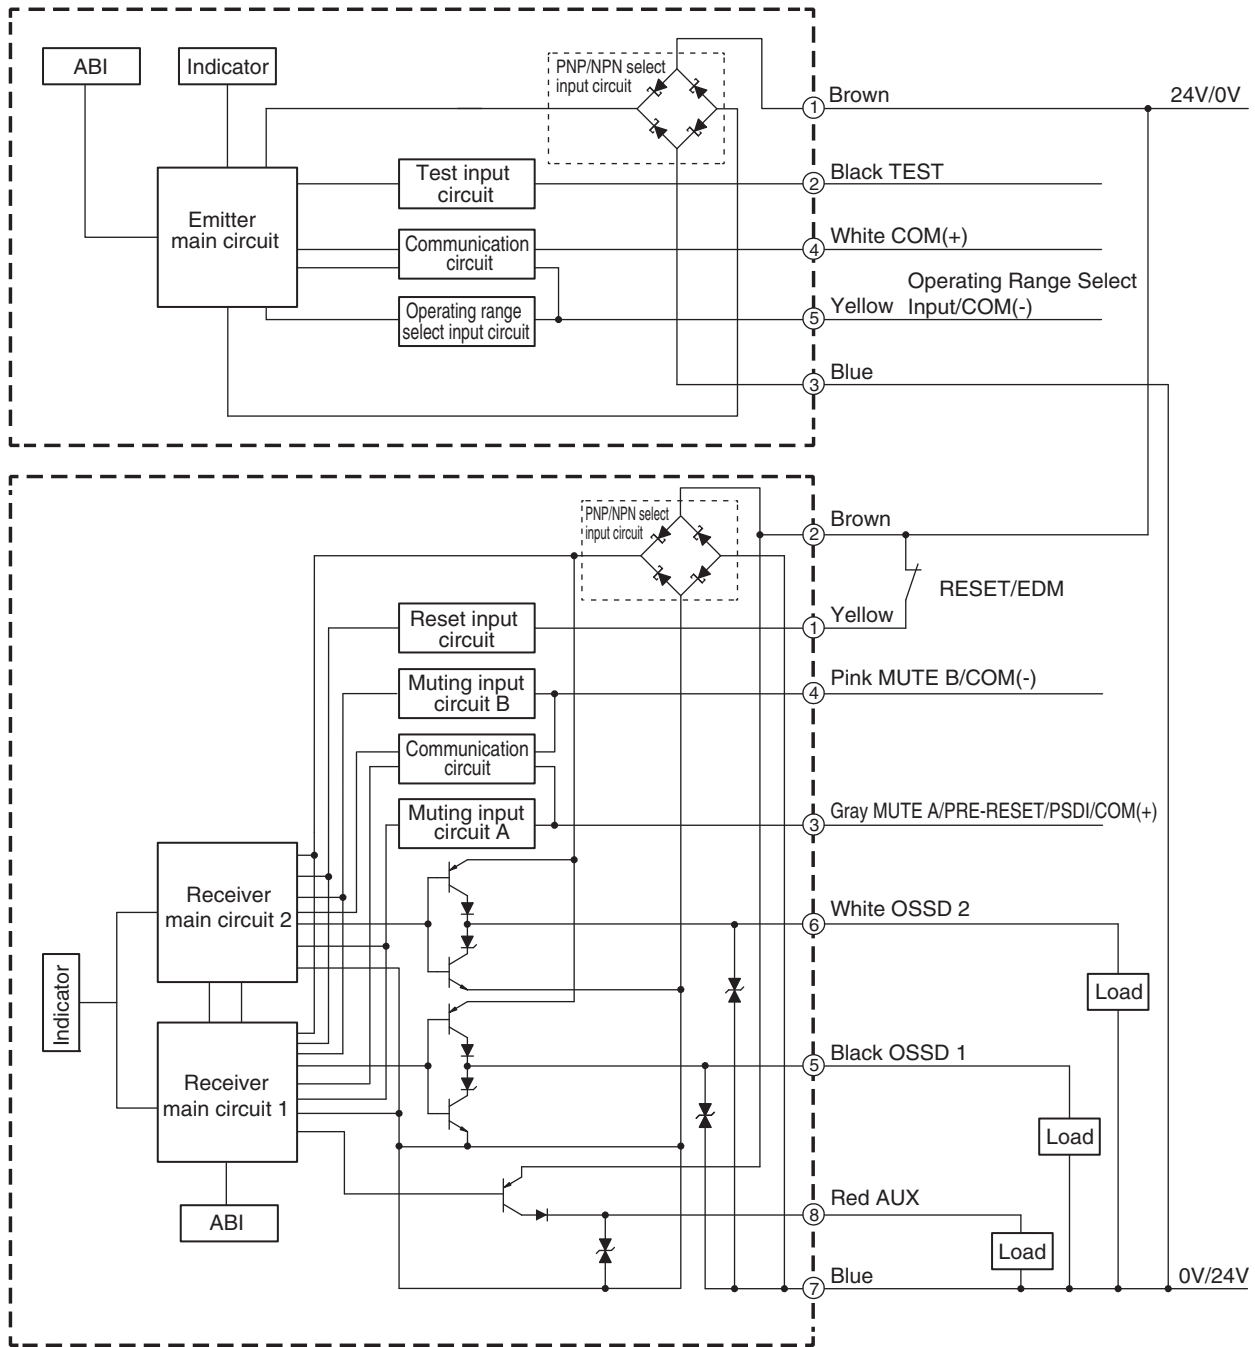 ABI
Indicator
PNP/NPN select
input circuit
1
Brown
24V/0V
Test input
circuit
2
Black TEST
Emitter
main circuit
Communication
circuit
4
White COM(+)
Operating range
select input circuit
5
Yellow
Operating Range Select
Input/COM(-)
3
Blue
PNP/NPN select
input circuit
2
Brown
RESET/EDM
Reset input
circuit
1
Yellow
Muting input
circuit B
4
Pink MUTE B/COM(-)
Communication
circuit
Muting input
circuit A
3
Gray MUTE A/PRE-RESET/PSDI/COM(+)
Receiver
main circuit 2
6
White OSSD 2
Load
Indicator
Receiver
main circuit 1
5
Black OSSD 1
Load
ABI
8
Red AUX
Load
7
Blue
0V/24V